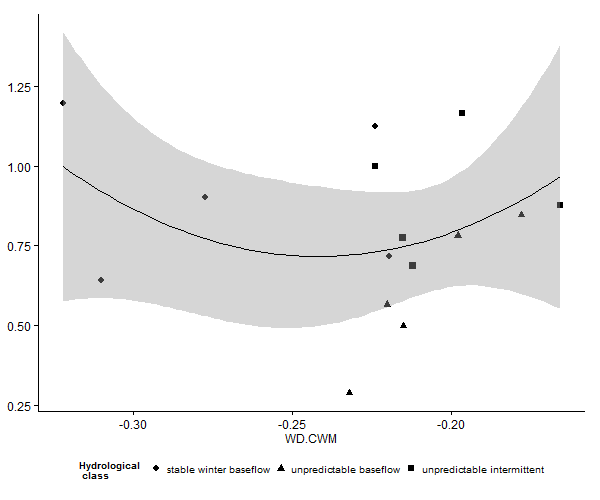 1.25
1.00
0.75
0.50
0.25
-0.30 -0.25 -0.20
WD.CWM
Hydrological
class
stable winter baseflow unpredictable baseflow unpredictable intermittent